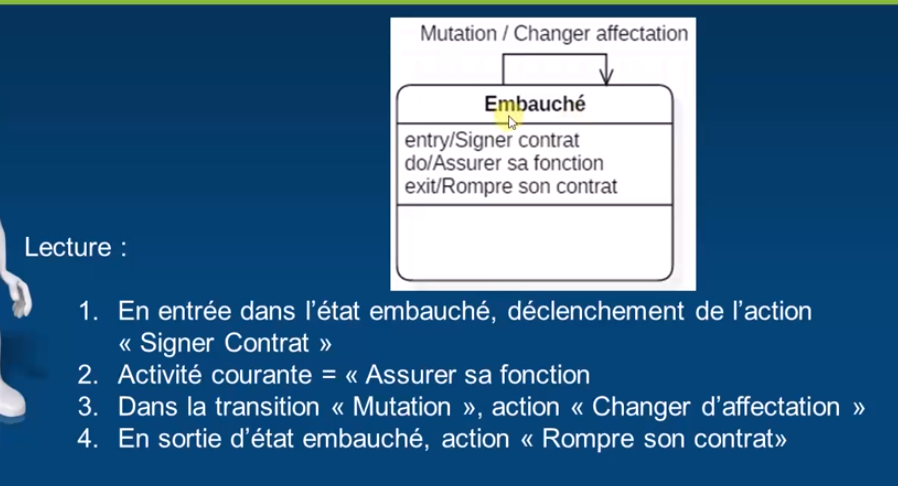 Mutation / Changer affectation
Embauché
entry/Signer contrat
do/Assurer sa fonction
exit/Rompre son contrat
Lecture :
1. En entrée dans l'état embauché, déclenchement de l'action
« Signer Contrat »
2. Activité courante = « Assurer sa fonction
3. Dans la transition « Mutation », action « Changer d'affectation »
4. En sortie d'état embauché, action « Rompre son contrat»